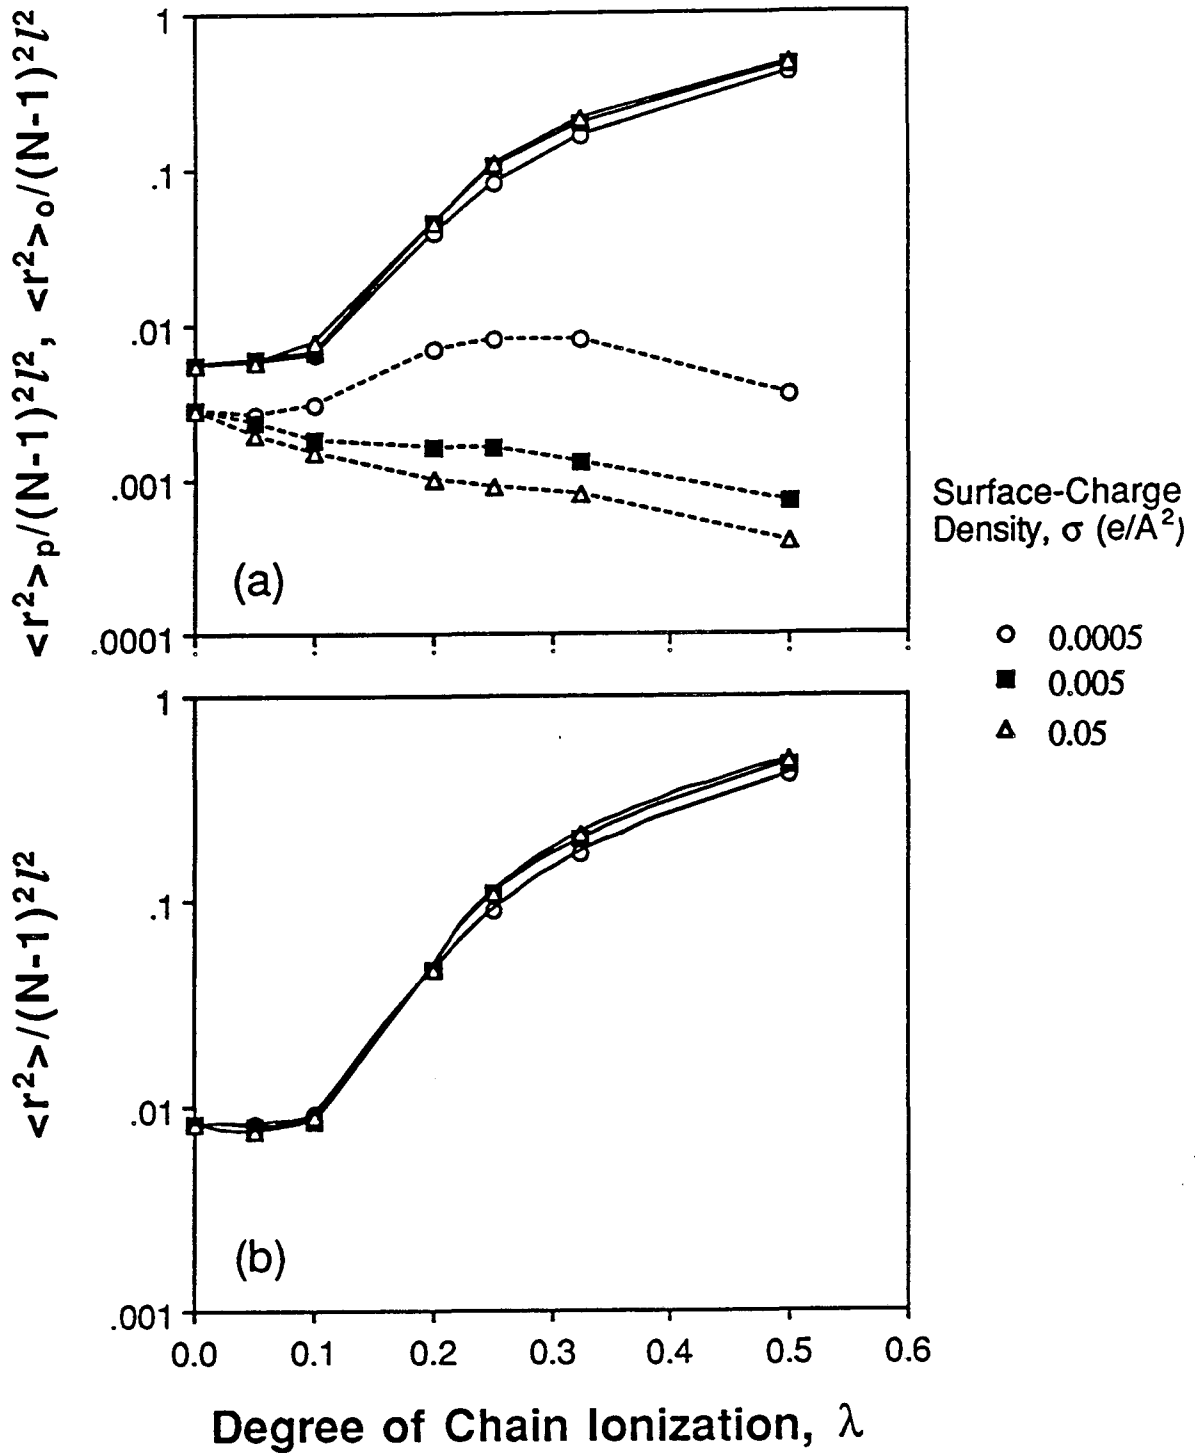 <r²>ₚ/(N-1)²l², <r²>ₒ/(N-1)²l²
1
.1
.01
.001
.0001
(a)
Surface-Charge
Density, σ (e/A²)
0.0005
0.005
0.05
<r²>/(N-1)²l²
1
.1
.01
.001
(b)
0.0 0.1 0.2 0.3 0.4 0.5 0.6
Degree of Chain Ionization, λ